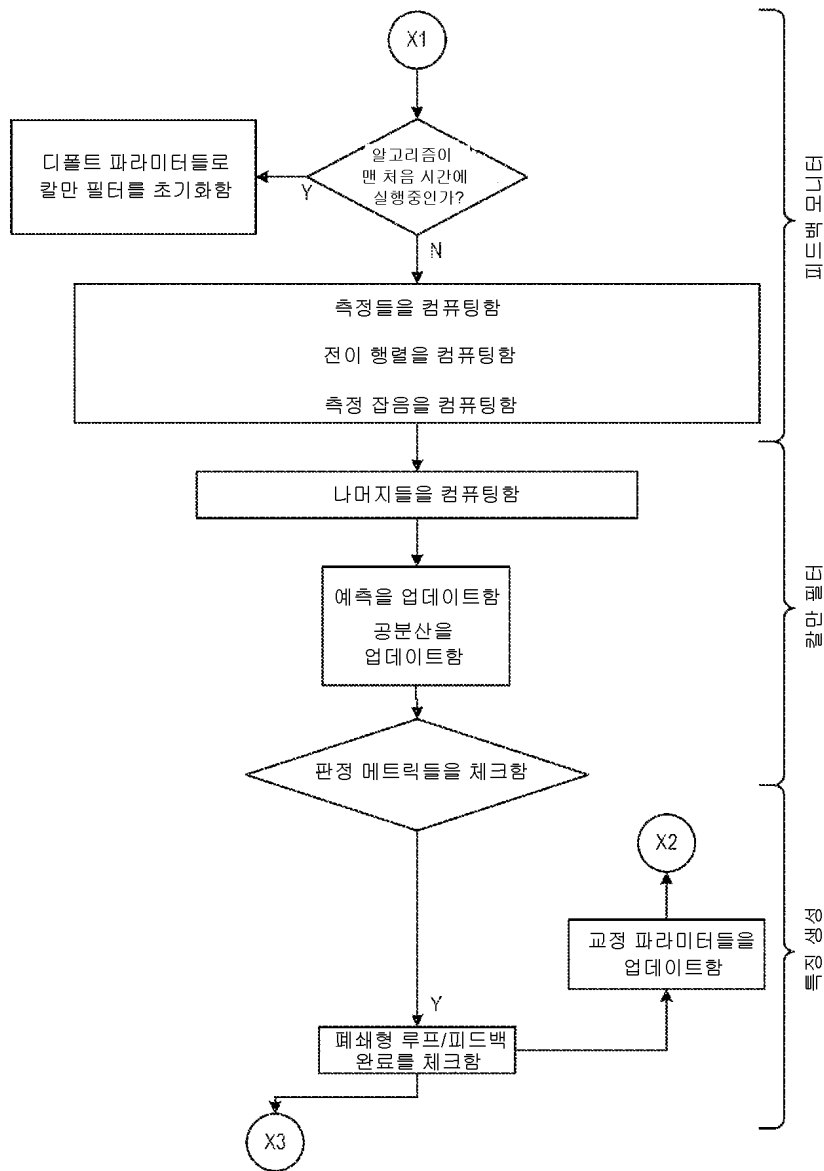 X1
알고리즘이
맨 처음 시간에
실행중인가?
Y
디폴트 파라미터들로
칼만 필터를 초기화함
N
측정들을 컴퓨팅함
전이 행렬을 컴퓨팅함
측정 잡음을 컴퓨팅함
피드백 모니터
나머지들을 컴퓨팅함
예측을 업데이트함
공분산을
업데이트함
판정 메트릭들을 체크함
칼만 필터
X2
교정 파라미터들을
업데이트함
Y
폐쇄형 루프/피드백
완료를 체크함
X3
특정 생성